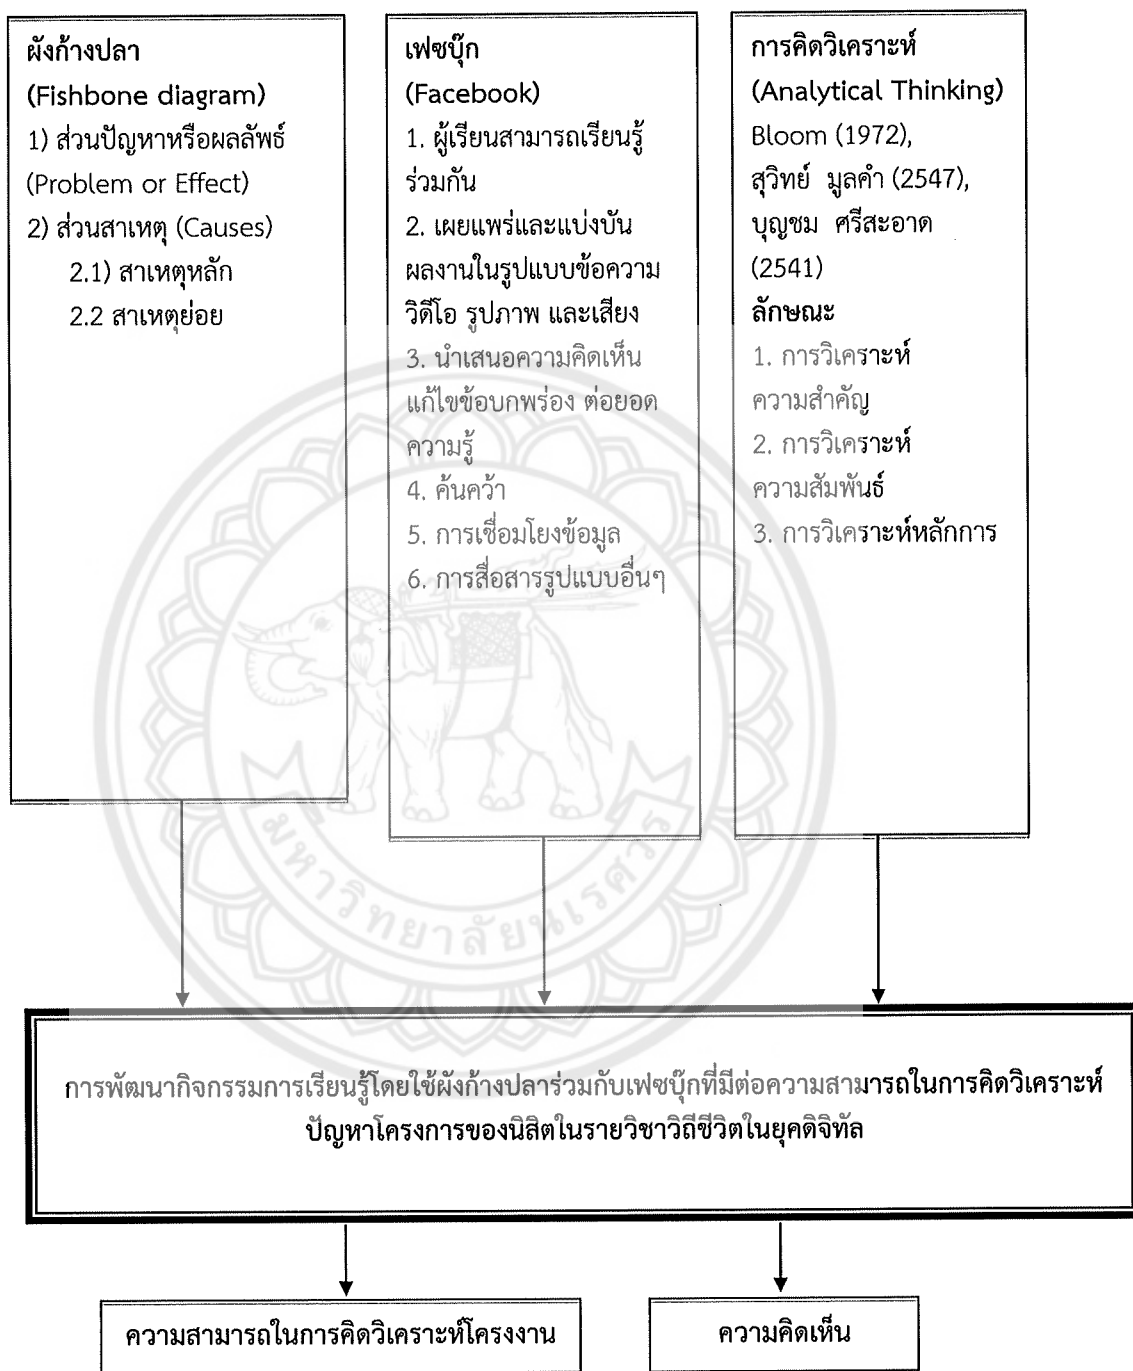 ผังก้างปลา
(Fishbone diagram)
1) ส่วนปัญหาหรือผลลัพธ์
(Problem or Effect)
2) ส่วนสาเหตุ (Causes)
2.1) สาเหตุหลัก
2.2 สาเหตุย่อย
เฟซบุ๊ก
(Facebook)
1. ผู้เรียนสามารถเรียนรู้
ร่วมกัน
2. เผยแพร่และแบ่งบัน
ผลงานในรูปแบบข้อความ
วิดีโอ รูปภาพ และเสียง
3. นำเสนอความคิดเห็น
แก้ไขข้อบกพร่อง ต่อยอด
ความรู้
4. ค้นคว้า
5. การเชื่อมโยงข้อมูล
6. การสื่อสารรูปแบบอื่นๆ
การคิดวิเคราะห์
(Analytical Thinking)
Bloom (1972),
สุวิทย์ มูลคำ (2547),
บุญชม ศรีสะอาด
(2541)
ลักษณะ
1. การวิเคราะห์
ความสำคัญ
2. การวิเคราะห์
ความสัมพันธ์
3. การวิเคราะห์หลักการ
มหาวิทยาลัยนเรศวร
การพัฒนากิจกรรมการเรียนรู้โดยใช้ผังก้างปลาร่วมกับเฟซบุ๊กที่มีต่อความสามารถในการคิดวิเคราะห์
ปัญหาโครงการของนิสิตในรายวิชาวิถีชีวิตในยุคดิจิทัล
ความสามารถในการคิดวิเคราะห์โครงงาน
ความคิดเห็น